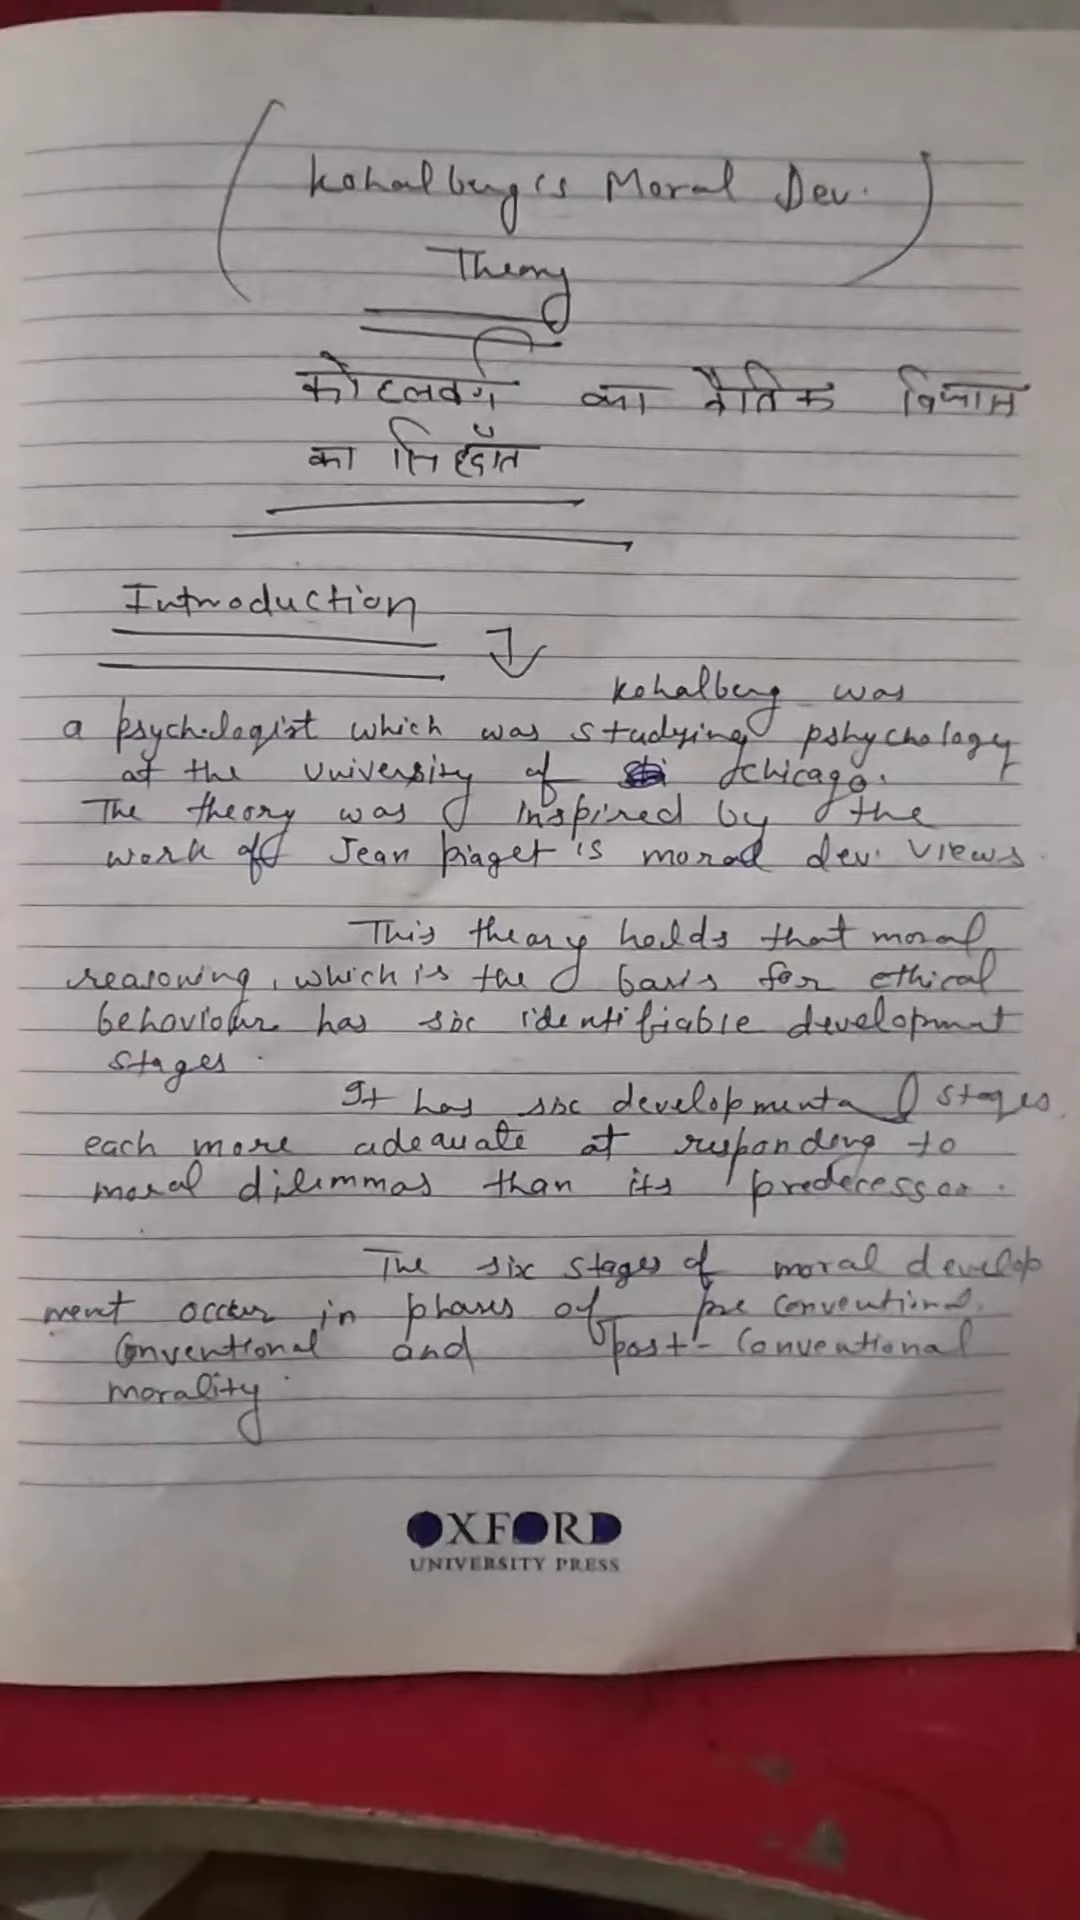 Kohalberg's Moral Dev.
Theory
कोहलवर्ग का नैतिक विकास
का सिद्दाँत
Introduction
Kohalberg was
a psychologist which was studying pshychology
at the University of chicago.
The theory was inspired by the
work of Jean piaget's moral dev. views.
This theory holds that moral
reasoning, which is the basis for ethical
behaviour has six identifiable developmnt
stages.
It has six developmental stages
each more adequate at responding to
moral dilemmas than its predecessor.
The six stages of moral develop
ment occur in phases of pre conventional,
Conventional and post-Conventional
morality.
OXFORD
UNIVERSITY PRESS